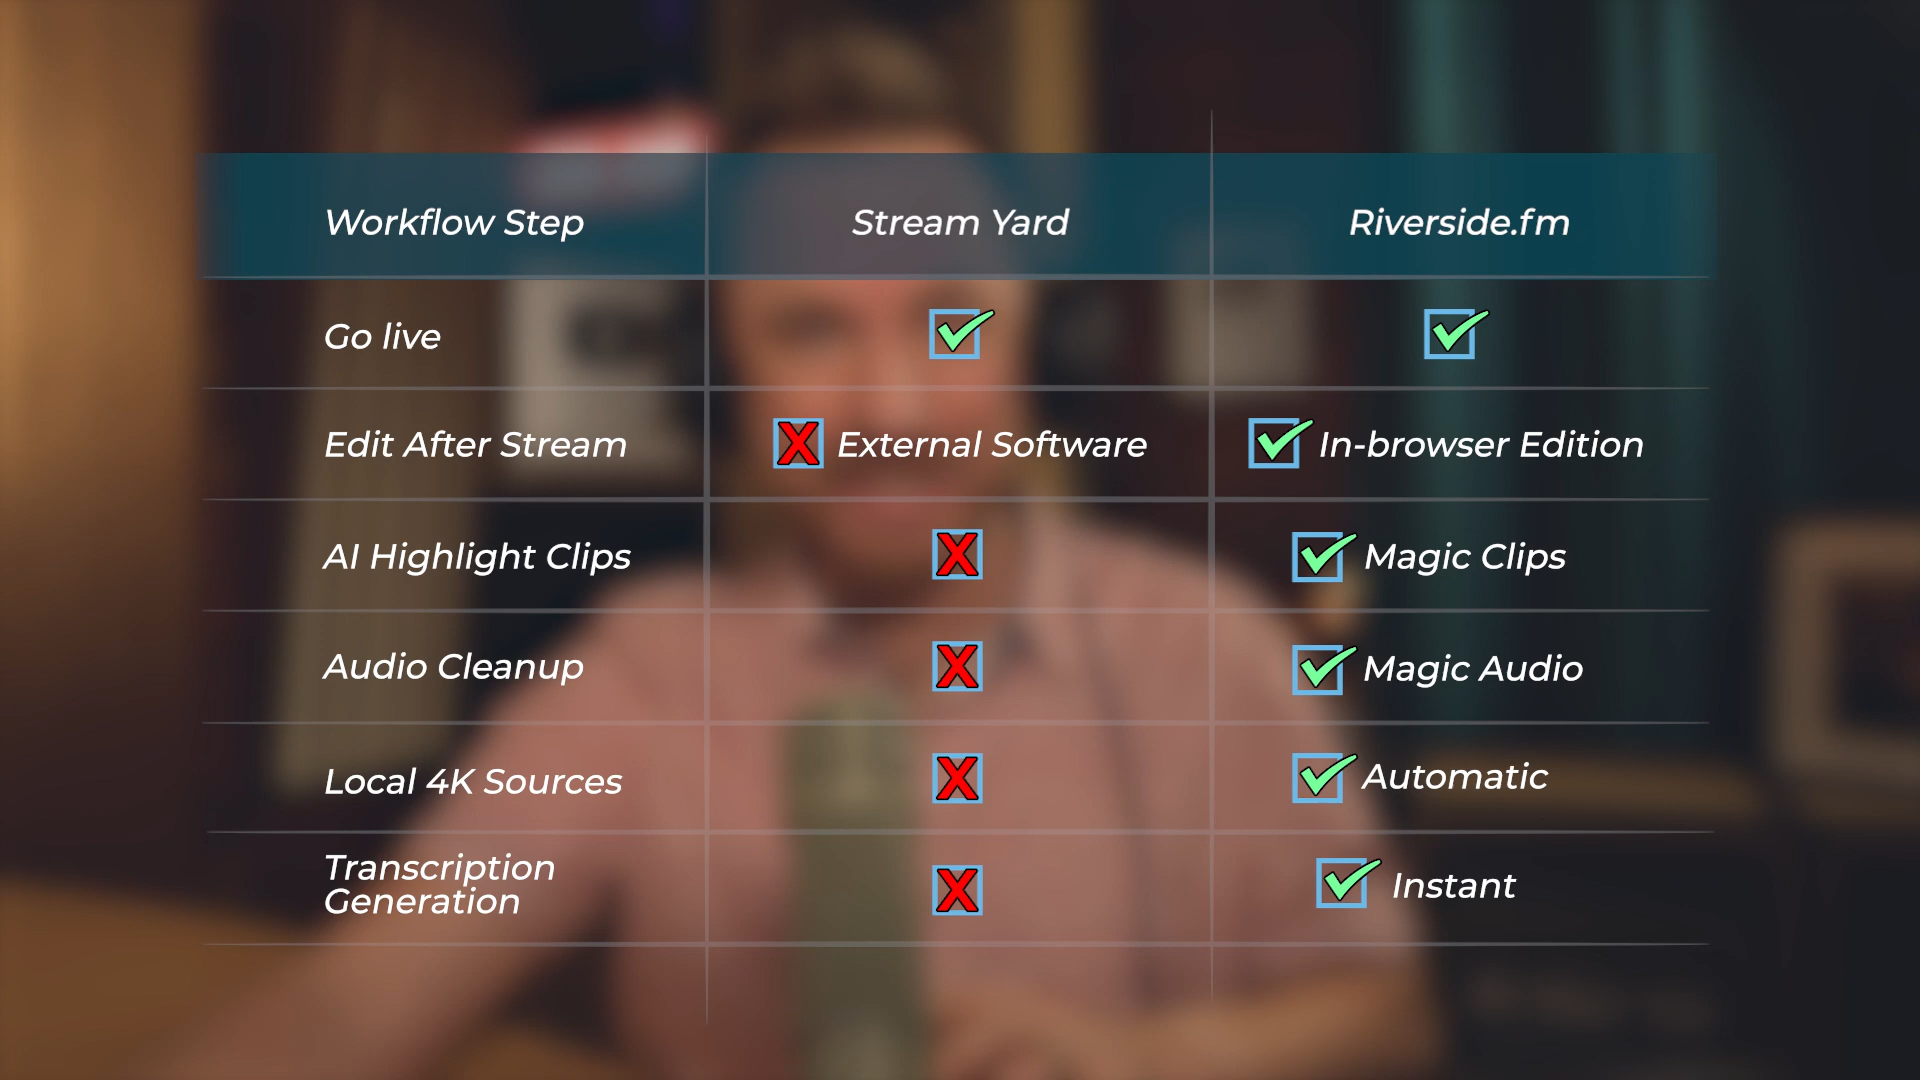 Workflow Step
Stream Yard
Riverside.fm
Go live
Edit After Stream
X External Software
In-browser Edition
AI Highlight Clips
X
Magic Clips
Audio Cleanup
X
Magic Audio
Local 4K Sources
X
Automatic
Transcription
Generation
X
Instant